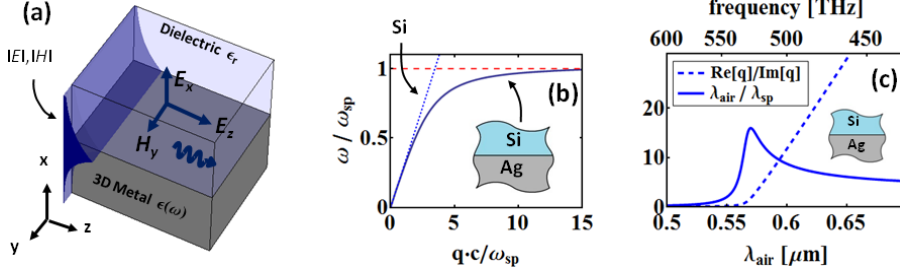 (a)
Dielectric ϵr
|E|,|H|
Ex
Ez
Hy
3D Metal ϵ(ω)
x
y
z
Si
(b)
1
0.5
0
ω / ωsp
Si
Ag
0 5 10 15
q·c/ωsp
frequency [THz]
600 550 500 450
Re[q]/Im[q]
λair / λsp
(c)
20
10
0
Si
Ag
0.5 0.55 0.6 0.65
λair [μm]